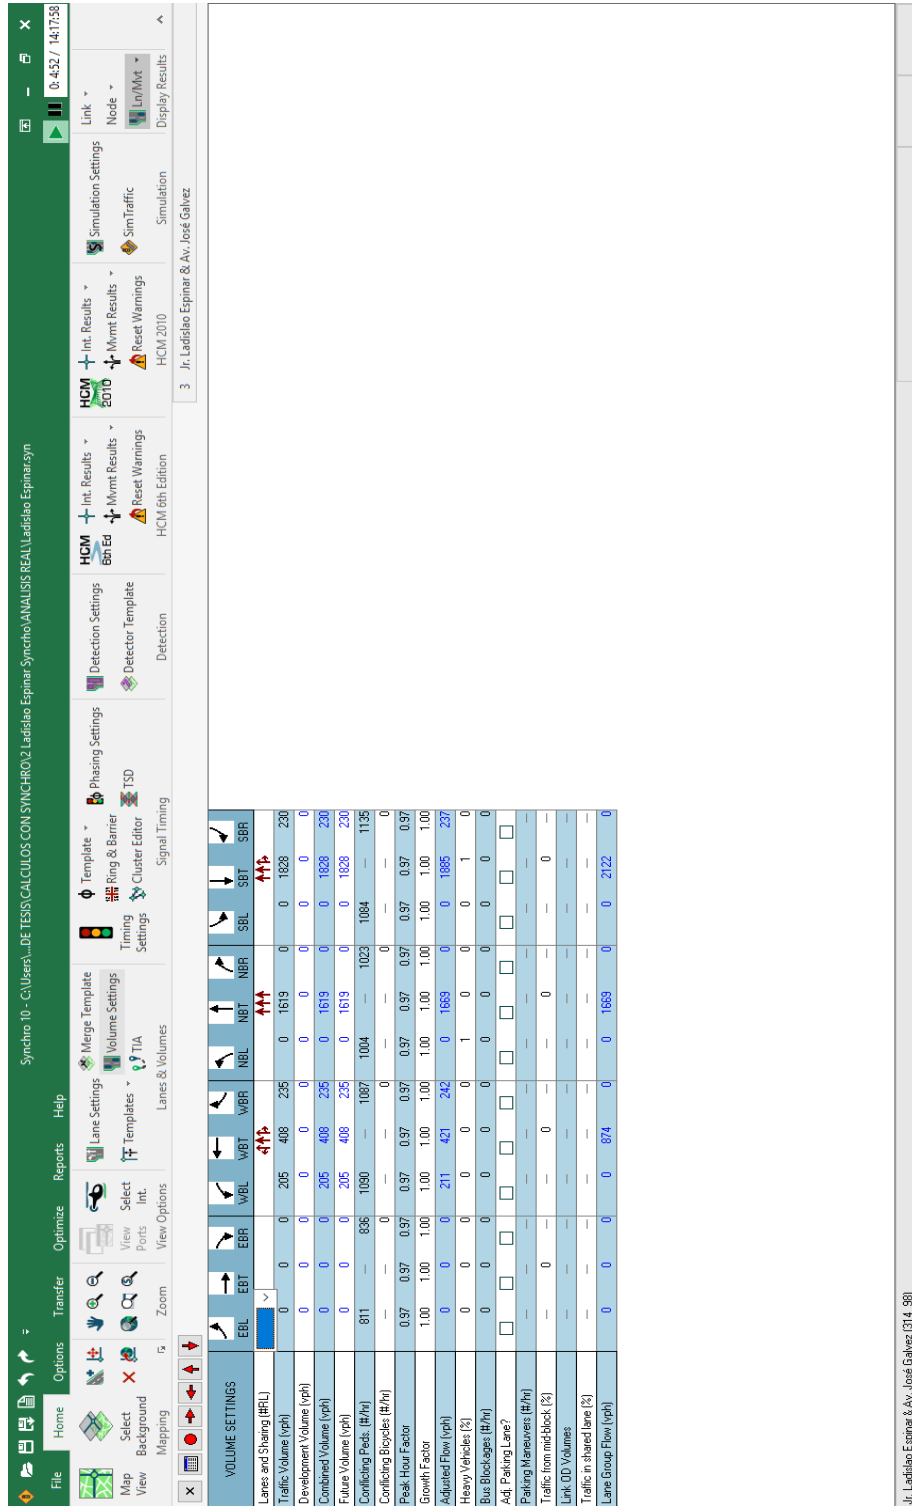 Synchro 10 - C:\Users\...DE TESIS\CALCULOS CON SYNCHRO\2 Ladislao Espinar Syncrho\ANALISIS REAL\Ladislao Espinar.syn
File Home Options Transfer Optimize Reports Help
0: 4:52 / 14:17:58
Map View
Select Background
Mapping
Zoom
View Ports
Select Int.
View Options
Lane Settings
Templates
Merge Template
Volume Settings
TIA
Lanes & Volumes
Timing Settings
Template
Ring & Barrier
Cluster Editor
Phasing Settings
TSD
Signal Timing
Detection Settings
Detector Template
Detection
HCM 6th Ed
Int. Results
Mvmt Results
Reset Warnings
HCM 6th Edition
HCM 2010
Int. Results
Mvmt Results
Reset Warnings
HCM 2010
Simulation Settings
SimTraffic
Simulation
Link
Node
Ln/Mvt
Display Results
3 Jr. Ladislao Espinar & Av. José Galvez
VOLUME SETTINGS EBL EBT EBR WBL WBT WBR NBL NBT NBR SBL SBT SBR
Lanes and Sharing (#RL)
Traffic Volume (vph) 0 0 0 205 408 235 0 1619 0 0 1828 230
Development Volume (vph) 0 0 0 0 0 0 0 0 0 0 0 0
Combined Volume (vph) 0 0 0 205 408 235 0 1619 0 0 1828 230
Future Volume (vph) 0 0 0 205 408 235 0 1619 0 0 1828 230
Conflicting Peds. (#/hr) 811 — 836 1090 — 1087 1004 — 1023 1084 — 1135
Conflicting Bicycles (#/hr) — — 0 — — 0 — — 0 — — 0
Peak Hour Factor 0.97 0.97 0.97 0.97 0.97 0.97 0.97 0.97 0.97 0.97 0.97 0.97
Growth Factor 1.00 1.00 1.00 1.00 1.00 1.00 1.00 1.00 1.00 1.00 1.00 1.00
Adjusted Flow (vph) 0 0 0 211 421 242 0 1669 0 0 1885 237
Heavy Vehicles (%) 0 0 0 0 0 0 1 0 0 0 1 0
Bus Blockages (#/hr) 0 0 0 0 0 0 0 0 0 0 0 0
Adj. Parking Lane?
Parking Maneuvers (#/hr) — — — — — — — — — — — —
Traffic from mid-block (%) — 0 — — 0 — — 0 — — 0 —
Link OD Volumes — — — — — — — — — — — —
Traffic in shared lane (%) — — — — — — — — — — — —
Lane Group Flow (vph) 0 0 0 0 874 0 0 1669 0 0 2122 0
Jr. Ladislao Espinar & Av. José Galvez (314, 98)